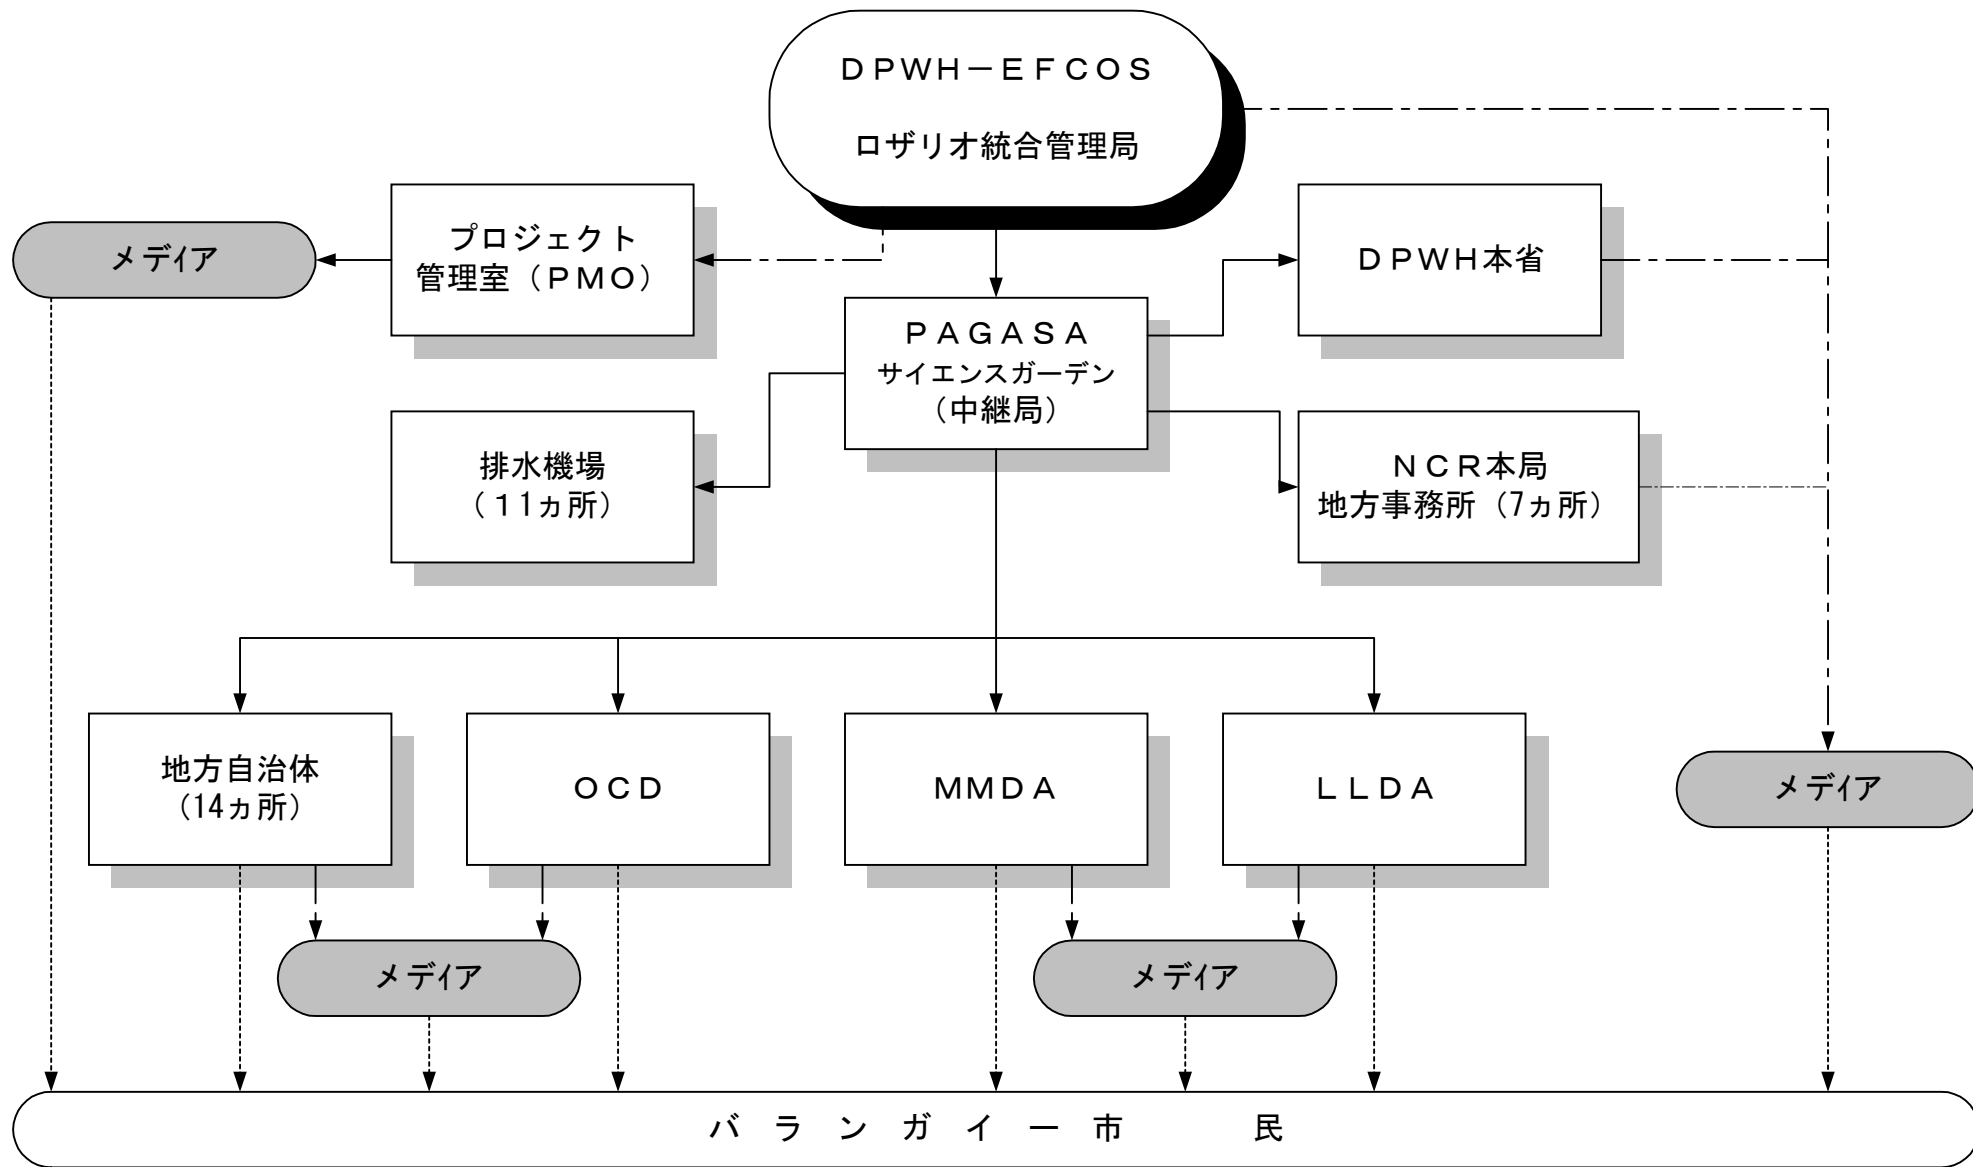 DPWH－EFCOS
ロザリオ統合管理局
メディア
プロジェクト
管理室（PMO）
DPWH本省
PAGASA
サイエンスガーデン
（中継局）
排水機場
（11ヵ所）
NCR本局
地方事務所（7ヵ所）
地方自治体
（14ヵ所）
OCD
MMDA
LLDA
メディア
メディア
メディア
バランガイー市　民